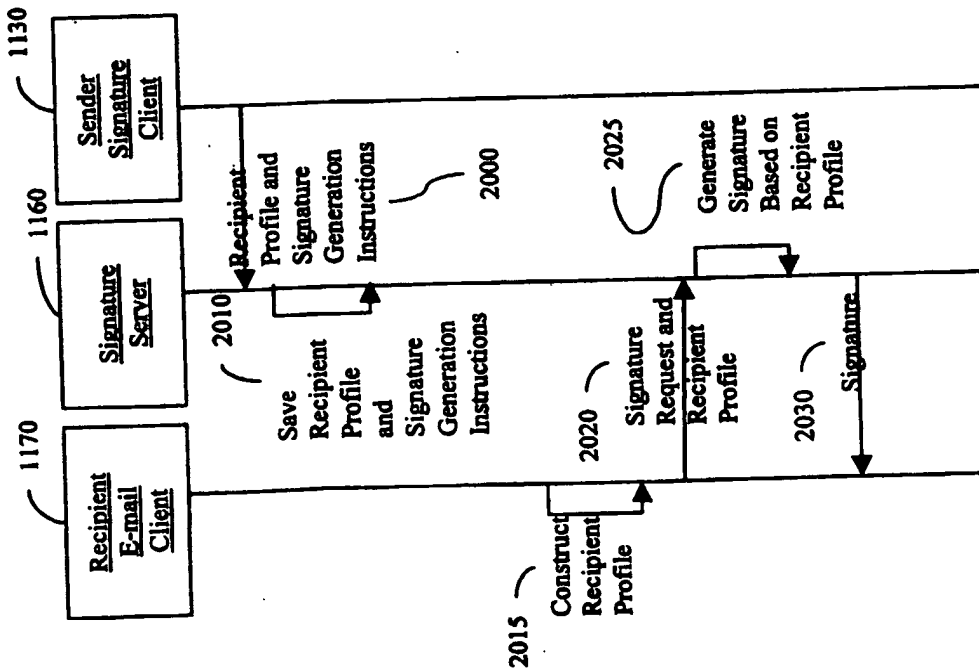 1170
Recipient
E-mail
Client
1160
Signature
Server
1130
Sender
Signature
Client
Recipient
Profile and
Signature
Generation
Instructions
2000
2010
Save
Recipient
Profile
and
Signature
Generation
Instructions
2015
Construct
Recipient
Profile
2020
Signature
Request and
Recipient
Profile
2025
Generate
Signature
Based on
Recipient
Profile
2030
Signature